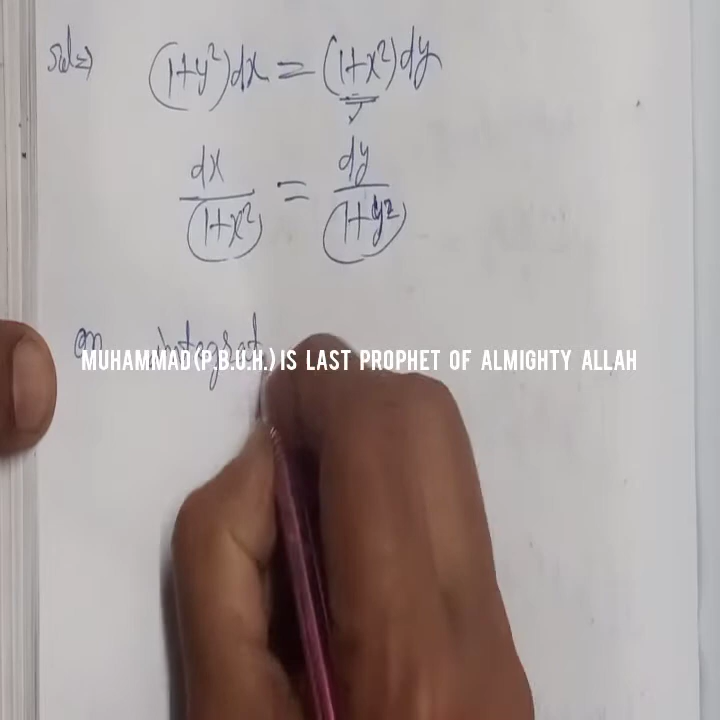 Sol⇒ (1+y²)dx = (1+x²)dy
dx/(1+x²) = dy/(1+y²)
on integrat
MUHAMMAD(P.B.U.H.) IS LAST PROPHET OF ALMIGHTY ALLAH